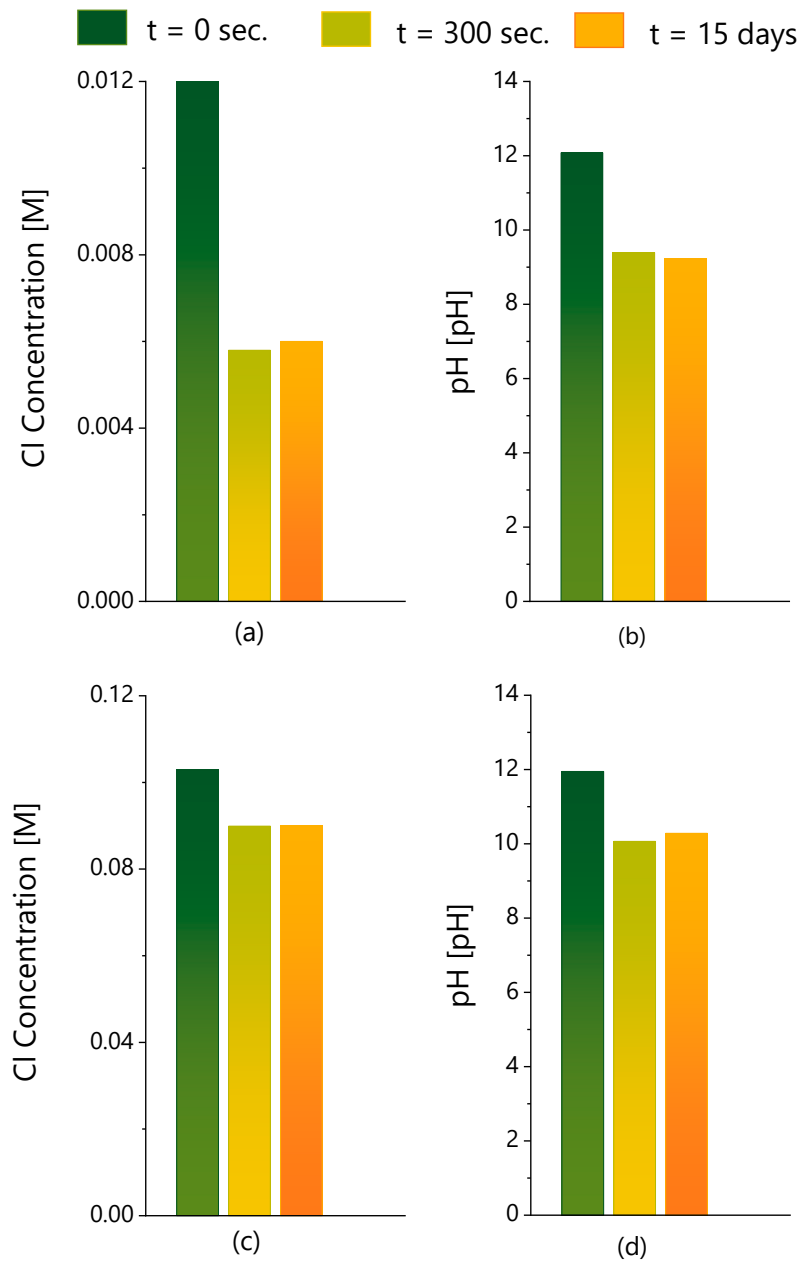 t = 0 sec. t = 300 sec. t = 15 days
0.012
0.008
0.004
0.000
Cl Concentration [M]
(a)
14
12
10
8
6
4
2
0
pH [pH]
(b)
0.12
0.08
0.04
0.00
Cl Concentration [M]
(c)
14
12
10
8
6
4
2
0
pH [pH]
(d)